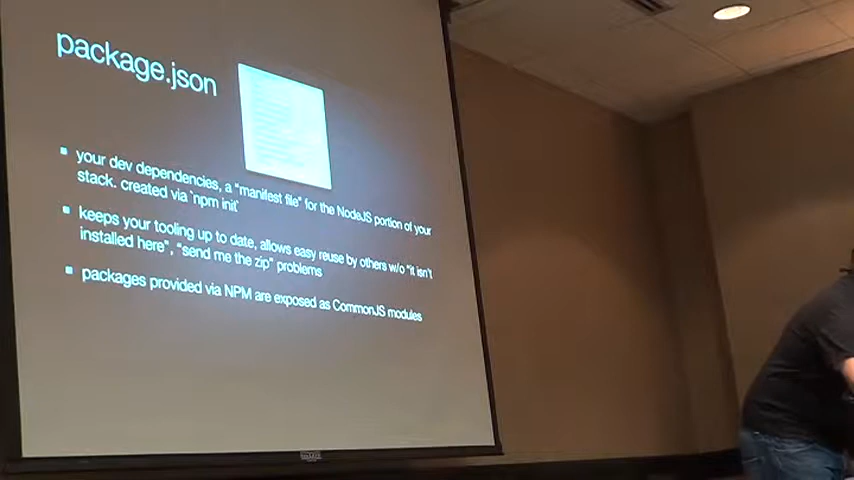 package.json
your dev dependencies, a "manifest file" for the NodeJS portion of your
stack. created via `npm init`
keeps your tooling up to date, allows easy reuse by others w/o "it isn't
installed here", "send me the zip" problems
packages provided via NPM are exposed as CommonJS modules